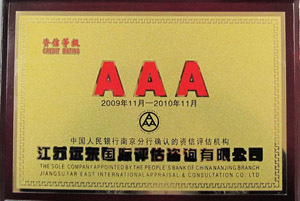 资信等级
CREDIT RATING
AAA
2009年11月—2010年11月
中国人民银行南京分行确认的资信评估机构
江苏远东国际评估咨询有限公司
THE SOLE COMPANY APPOINTED BY THE PEOPLE'S BANK OF CHINA NANJING BRANCH
JIANGSU FAR EAST INTERNATIONAL APPRAISAL & CONSULTATION CO. LTD